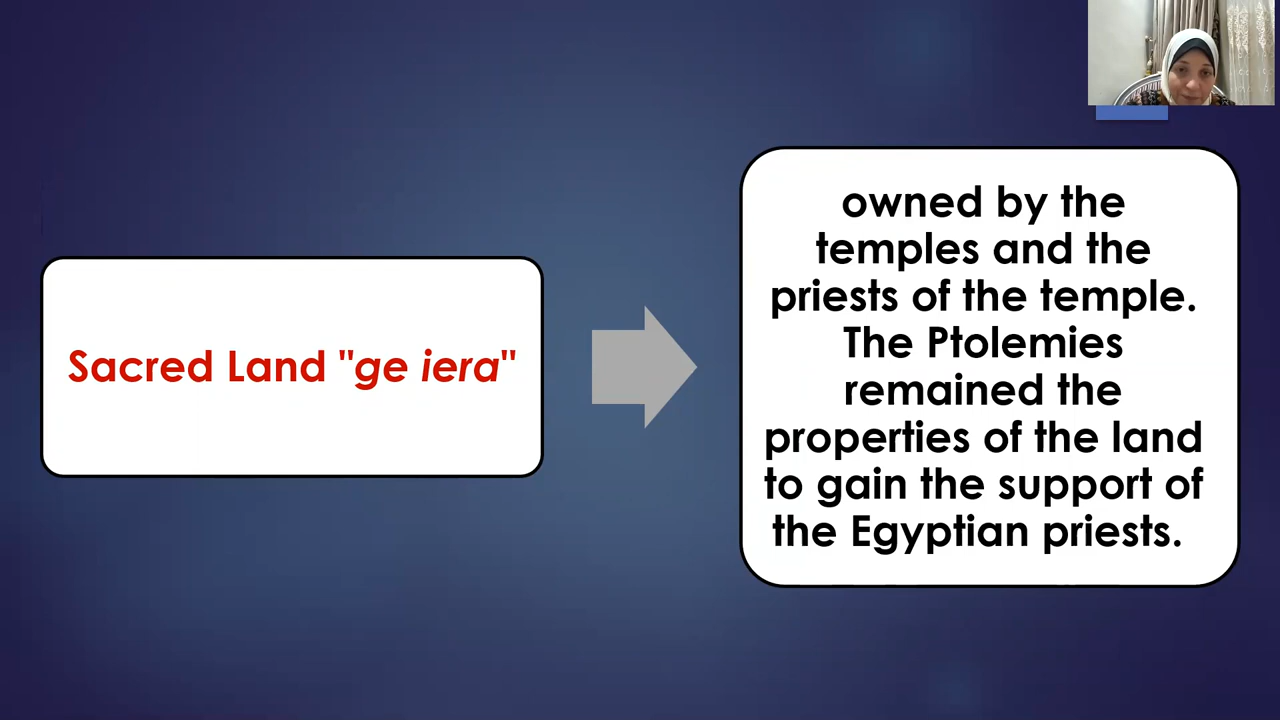 Sacred Land "ge iera"
owned by the
temples and the
priests of the temple.
The Ptolemies
remained the
properties of the land
to gain the support of
the Egyptian priests.